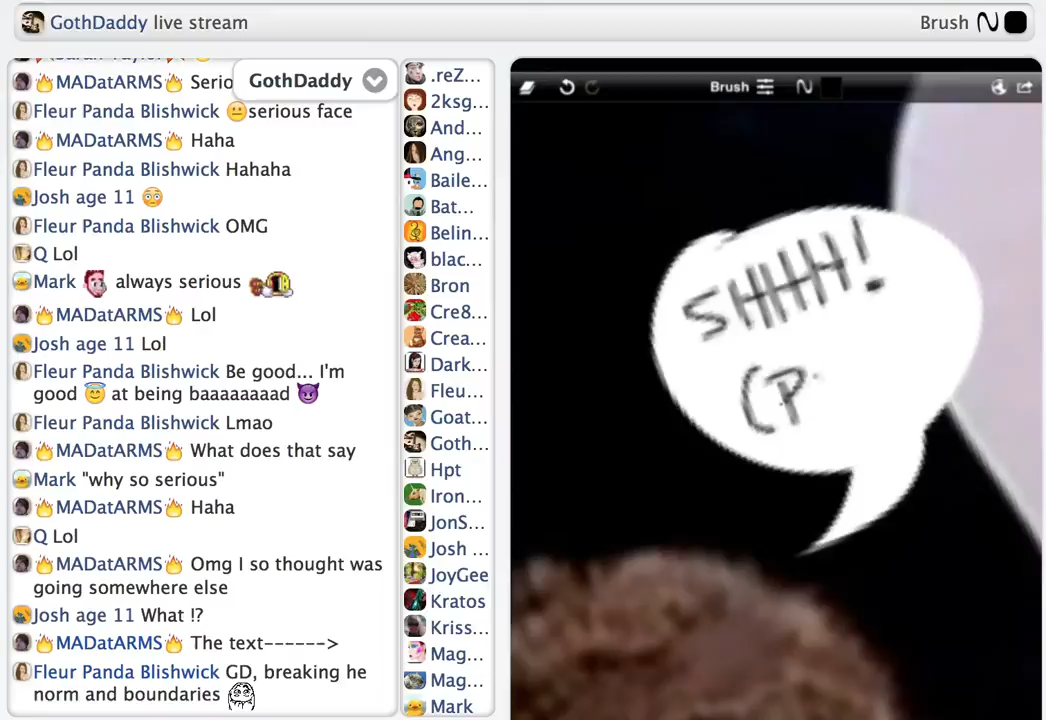 GothDaddy live stream
Brush
GothDaddy
MADatARMS Serio
Fleur Panda Blishwick serious face
MADatARMS Haha
Fleur Panda Blishwick Hahaha
Josh age 11
Fleur Panda Blishwick OMG
Q Lol
Mark always serious
MADatARMS Lol
Josh age 11 Lol
Fleur Panda Blishwick Be good... I'm
good at being baaaaaaaad
Fleur Panda Blishwick Lmao
MADatARMS What does that say
Mark "why so serious"
MADatARMS Haha
Q Lol
MADatARMS Omg I so thought was
going somewhere else
Josh age 11 What !?
MADatARMS The text------>
Fleur Panda Blishwick GD, breaking he
norm and boundaries
.reZ...
2ksg...
And...
Ang...
Baile...
Bat...
Belin...
blac...
Bron
Cre8...
Crea...
Dark...
Fleu...
Goat...
Goth...
Hpt
Iron...
JonS...
Josh ...
JoyGee
Kratos
Kriss...
Mag...
Mag...
Mark
Brush
SHHH!
(P